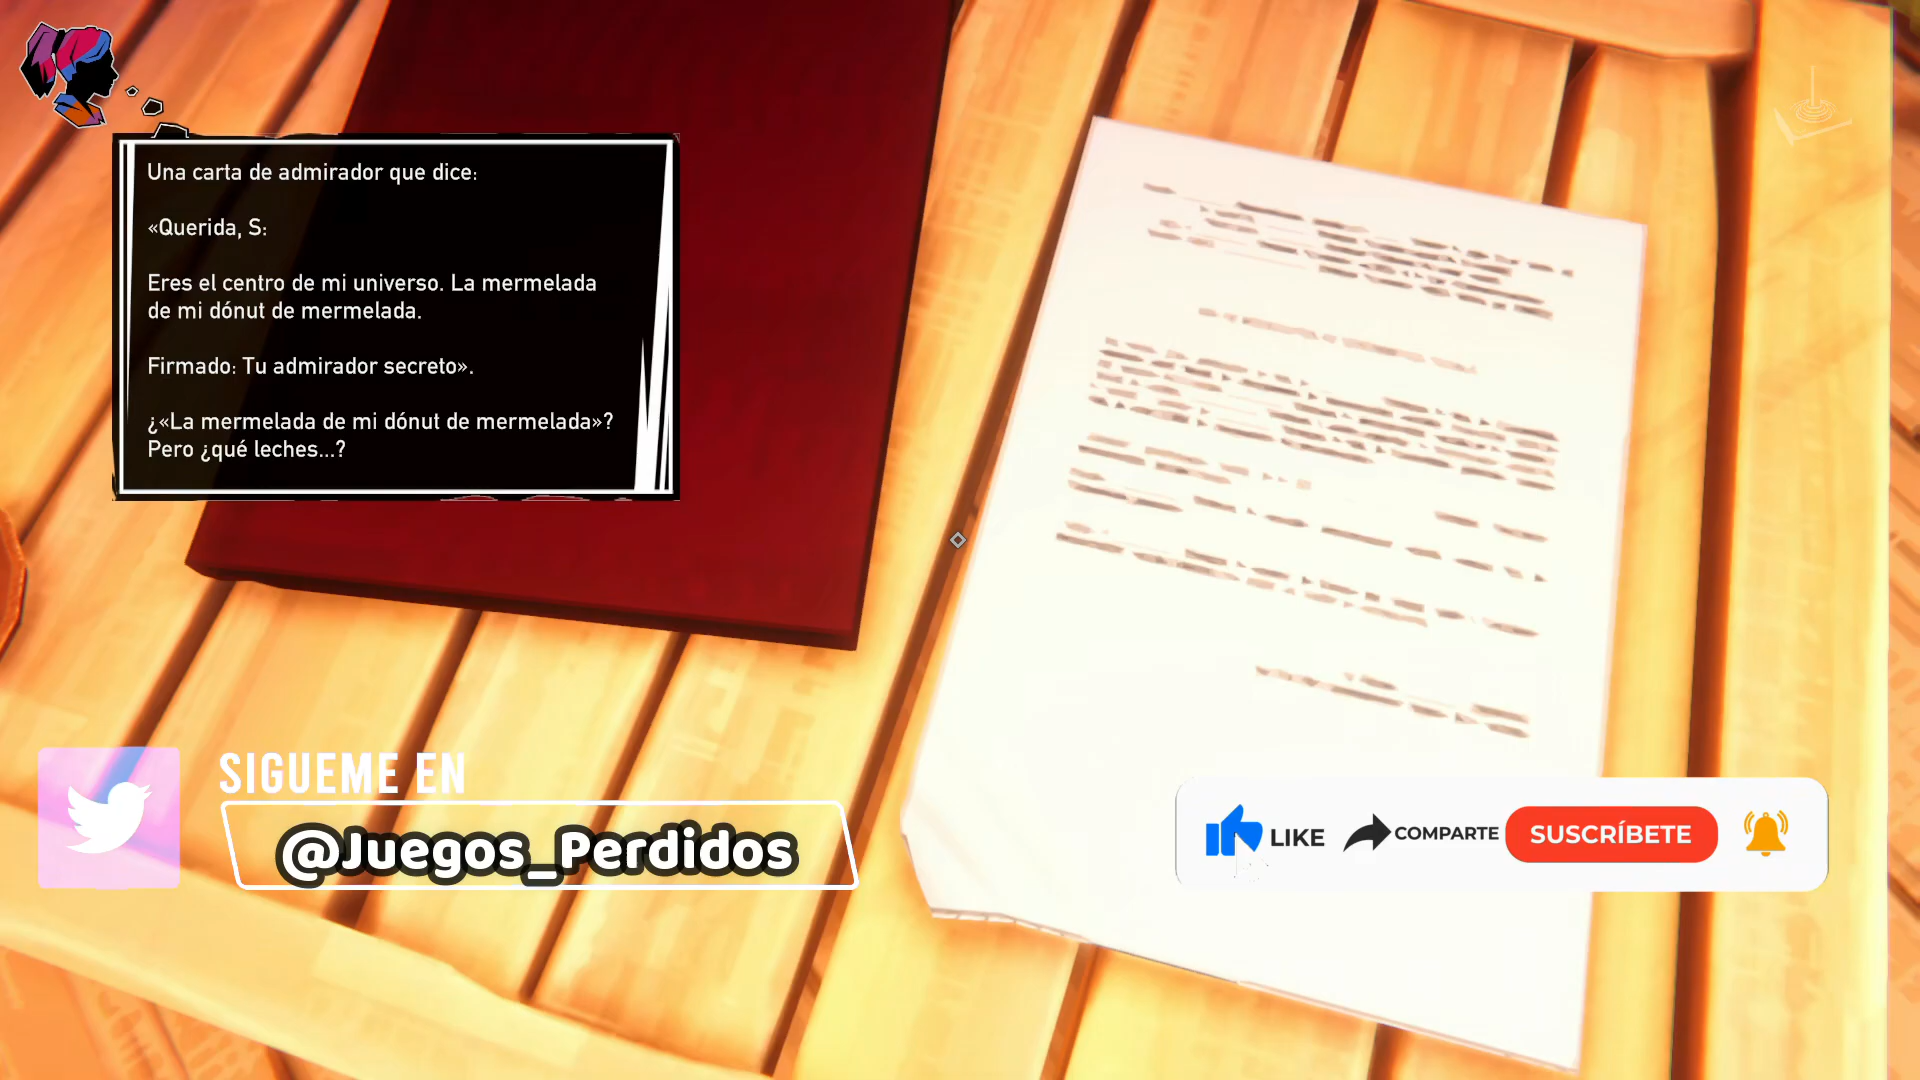 Una carta de admirador que dice:
«Querida, S:
Eres el centro de mi universo. La mermelada
de mi dónut de mermelada.
Firmado: Tu admirador secreto».
¿«La mermelada de mi dónut de mermelada»?
Pero ¿qué leches...?
SIGUEME EN
@Juegos_Perdidos
LIKE COMPARTE SUSCRÍBETE